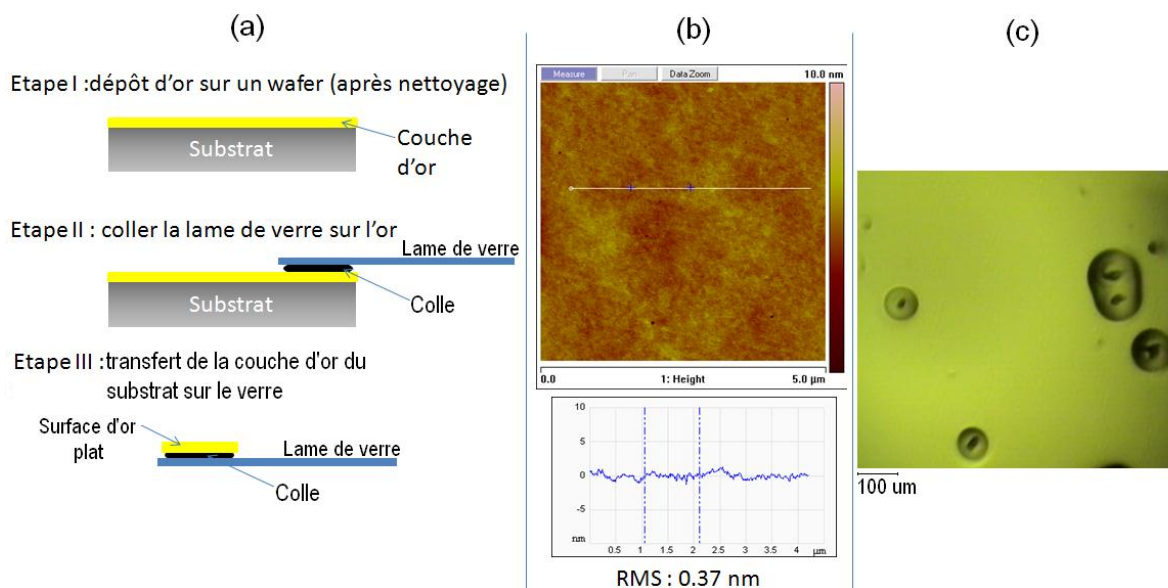 (a)
Etape I :dépôt d'or sur un wafer (après nettoyage)
Substrat
Couche
d'or
Etape II : coller la lame de verre sur l'or
Lame de verre
Substrat
Colle
Etape III : transfert de la couche d'or du
substrat sur le verre
Surface d'or
plat
Lame de verre
Colle
(b)
Measure
Pan
Data Zoom
10.0 nm
0.0
1: Height
5.0 µm
10
5
0
-5
nm
0.5
1
1.5
2
2.5
3
3.5
4
µm
RMS : 0.37 nm
(c)
100 um